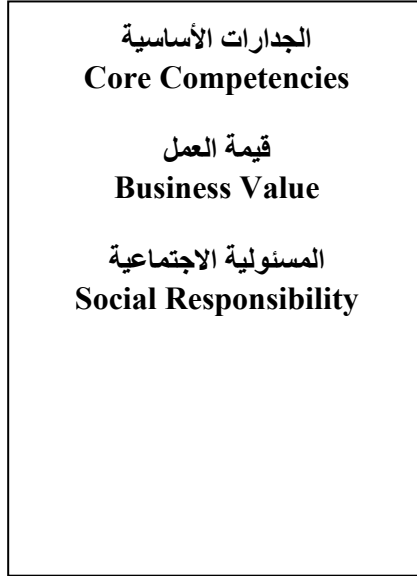 الجدارات الأساسية
Core Competencies
قيمة العمل
Business Value
المسئولية الاجتماعية
Social Responsibility